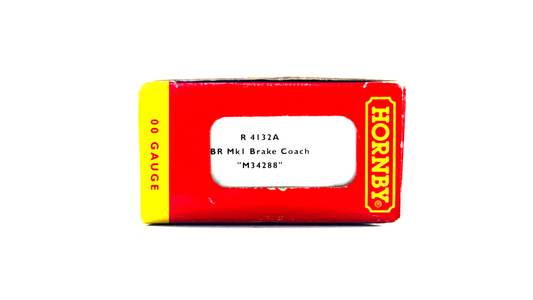 00 GAUGE
R 4132A
BR Mk1 Brake Coach
"M34288"
HORNBY®